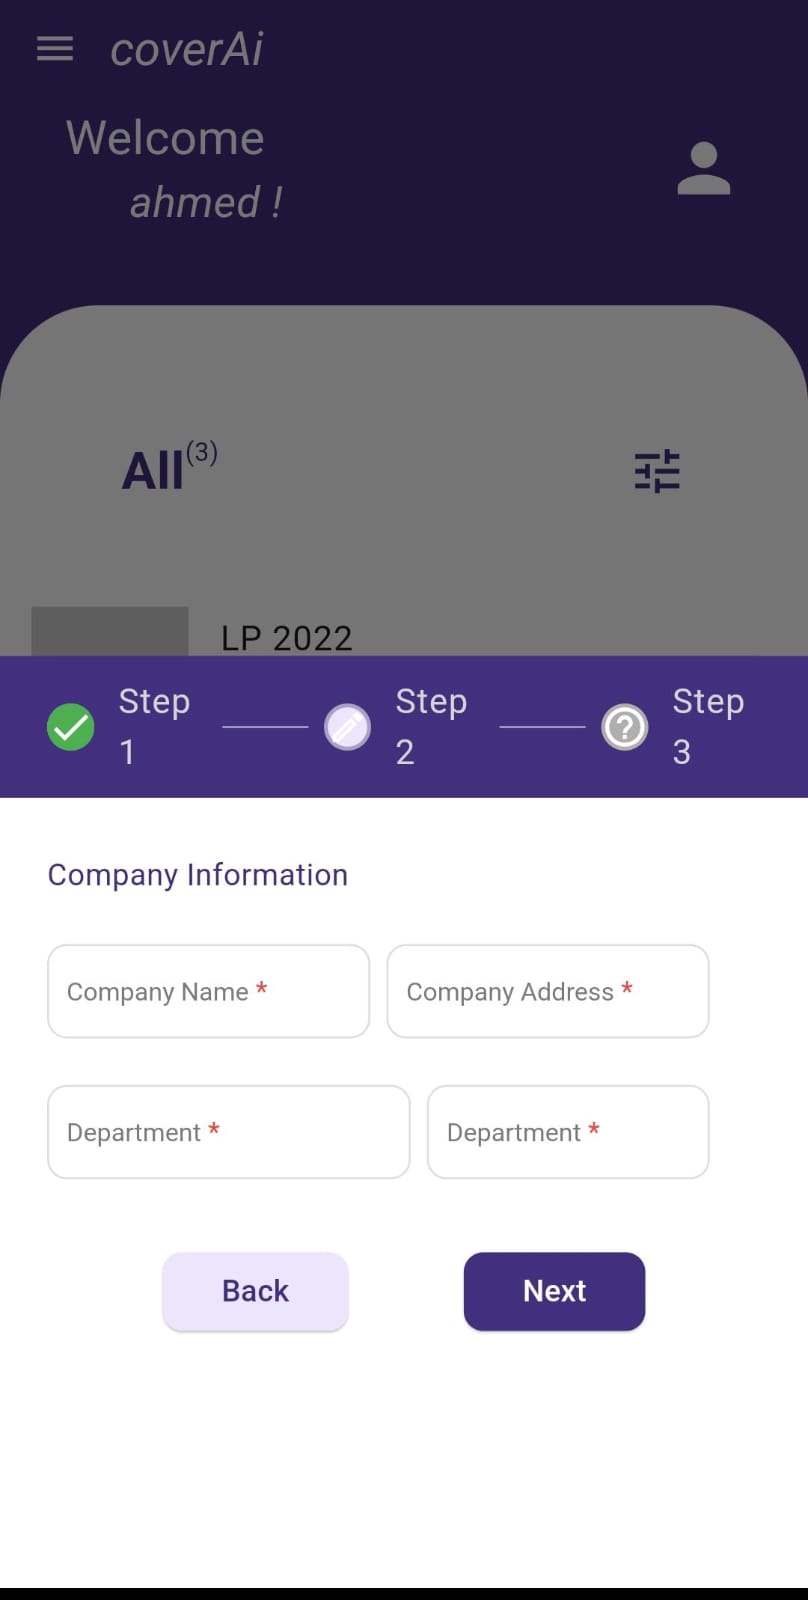 coverAi
Welcome
ahmed !
All(3)
LP 2022
Step 1
Step 2
Step 3
Company Information
Company Name *
Company Address *
Department *
Department *
Back
Next